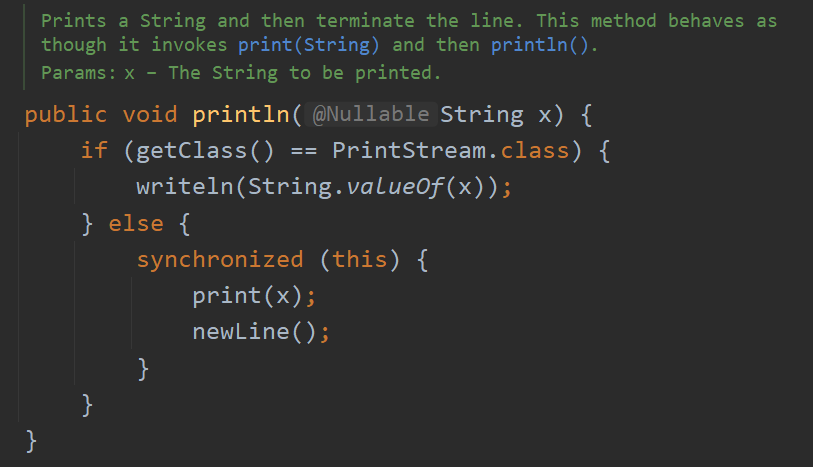 Prints a String and then terminate the line. This method behaves as
though it invokes print(String) and then println().
Params: x – The String to be printed.
public void println( @Nullable String x) {
    if (getClass() == PrintStream.class) {
        writeln(String.valueOf(x));
    } else {
        synchronized (this) {
            print(x);
            newLine();
        }
    }
}